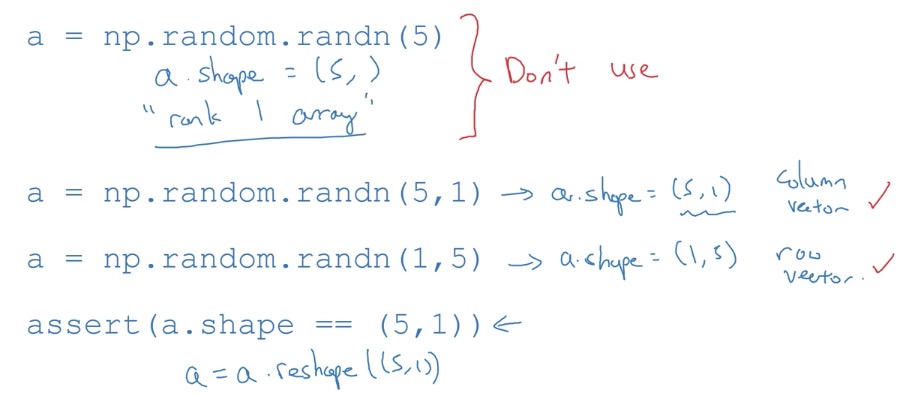 a = np.random.randn(5)
a.shape = (5,)
"rank 1 array"
Don't use
a = np.random.randn(5,1) → a.shape = (5,1) column vector ✓
a = np.random.randn(1,5) → a.shape = (1,5) row vector. ✓
assert(a.shape == (5,1)) ←
a = a.reshape((5,1))